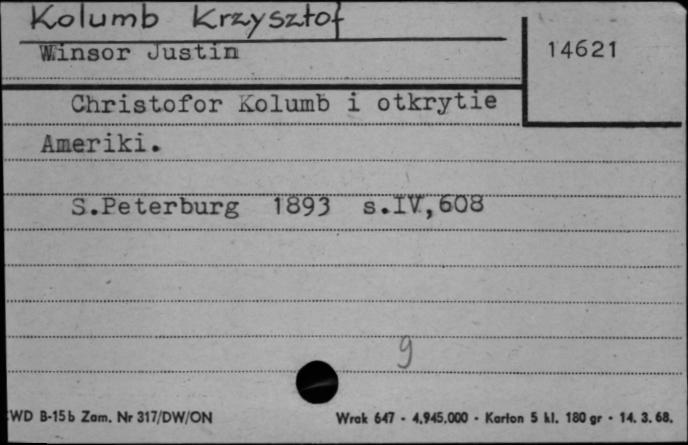 Kolumb Krzysztof
Winsor Justin
14621
Christofor Kolumb i otkrytie
Ameriki.
S.Peterburg 1893 s.IV,608
g
WD B-15b Zam. Nr 317/DW/ON
Wrak 647 - 4.945.000 - Karton 5 kl. 180 gr - 14. 3. 68.